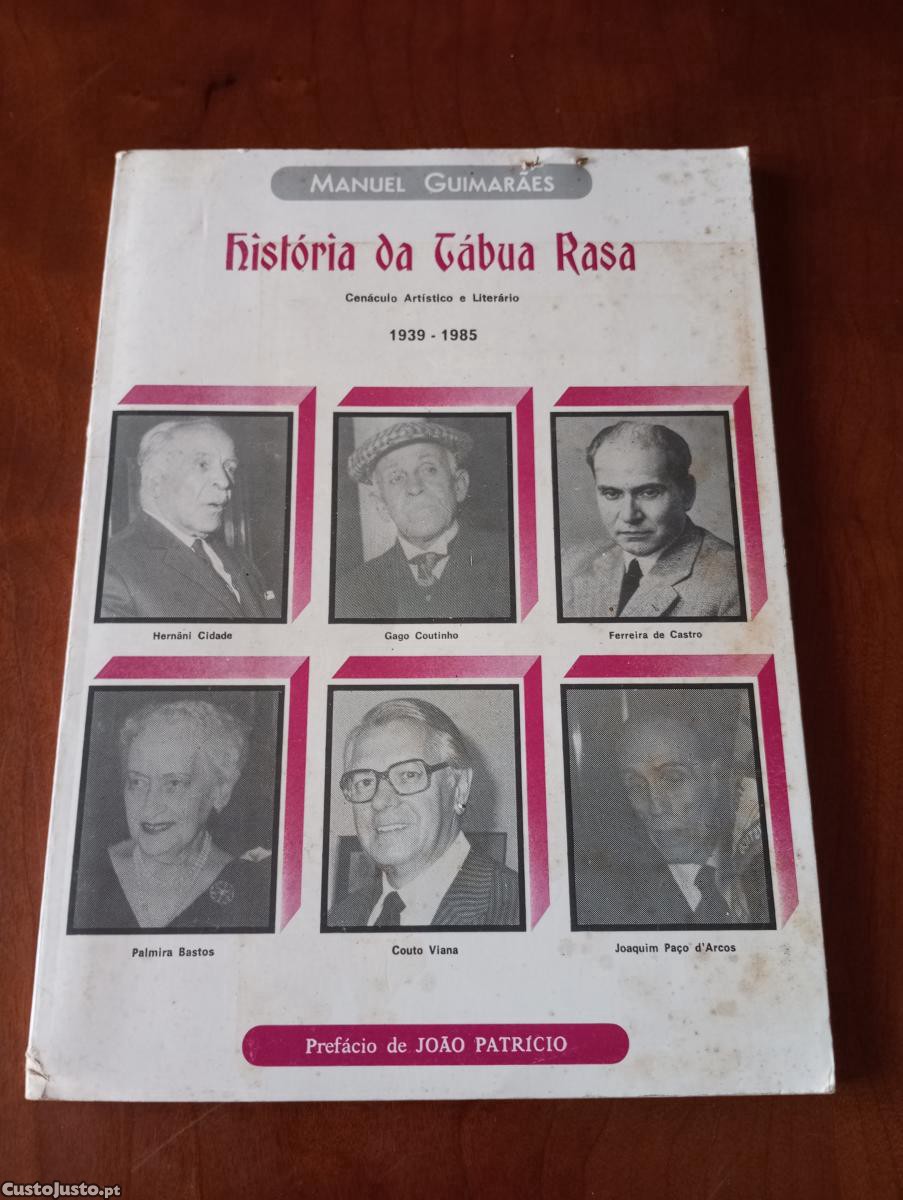 MANUEL GUIMARÃES
História da Tábua Rasa
Cenáculo Artístico e Literário
1939 - 1985
Hernâni Cidade
Gago Coutinho
Ferreira de Castro
Palmira Bastos
Couto Viana
Joaquim Paço d'Arcos
Prefácio de JOÃO PATRÍCIO
CustoJusto.pt